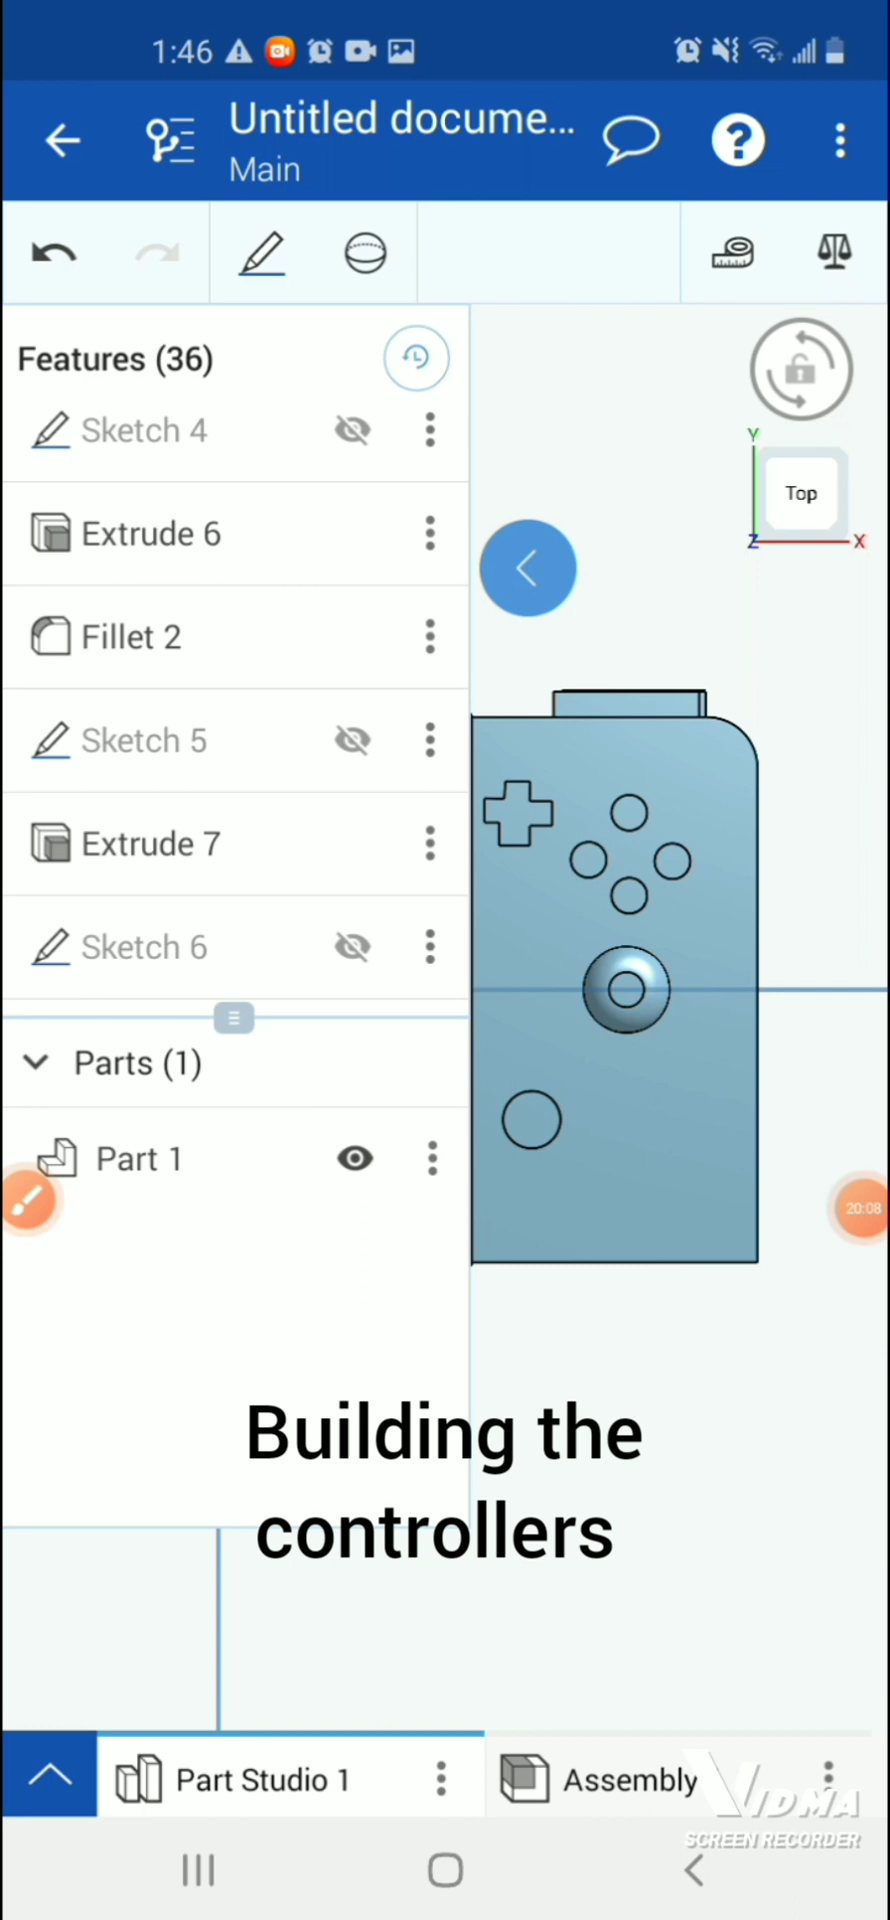 1:46
Untitled docume...
Main
Features (36)
Sketch 4
Y
Top
Z
X
Extrude 6
Fillet 2
Sketch 5
Extrude 7
Sketch 6
Parts (1)
Part 1
20:08
Building the
controllers
Part Studio 1
Assembly
VIDMA
SCREEN RECORDER